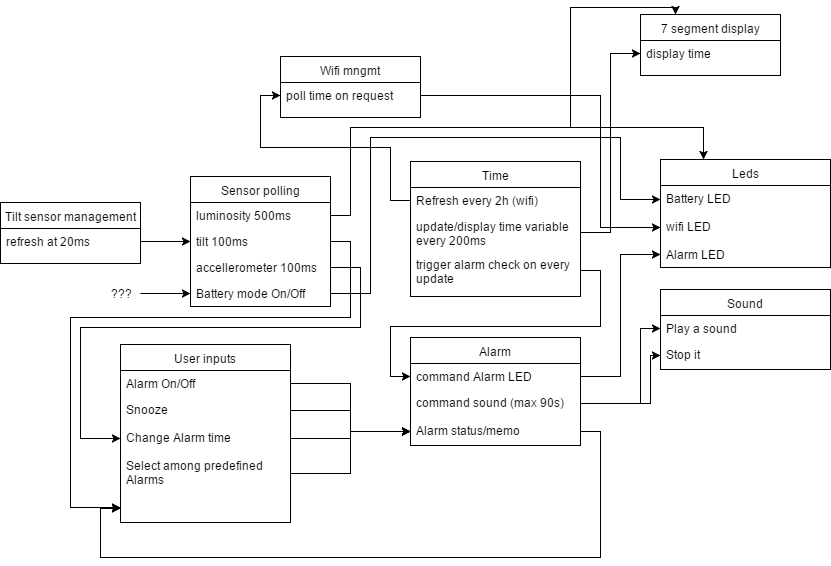 7 segment display
display time
Wifi mngmt
poll time on request
Time
Refresh every 2h (wifi)
update/display time variable
every 200ms
trigger alarm check on every
update
Leds
Battery LED
wifi LED
Alarm LED
Sensor polling
luminosity 500ms
tilt 100ms
accellerometer 100ms
Battery mode On/Off
Tilt sensor management
refresh at 20ms
???
Sound
Play a sound
Stop it
User inputs
Alarm On/Off
Snooze
Change Alarm time
Select among predefined
Alarms
Alarm
command Alarm LED
command sound (max 90s)
Alarm status/memo